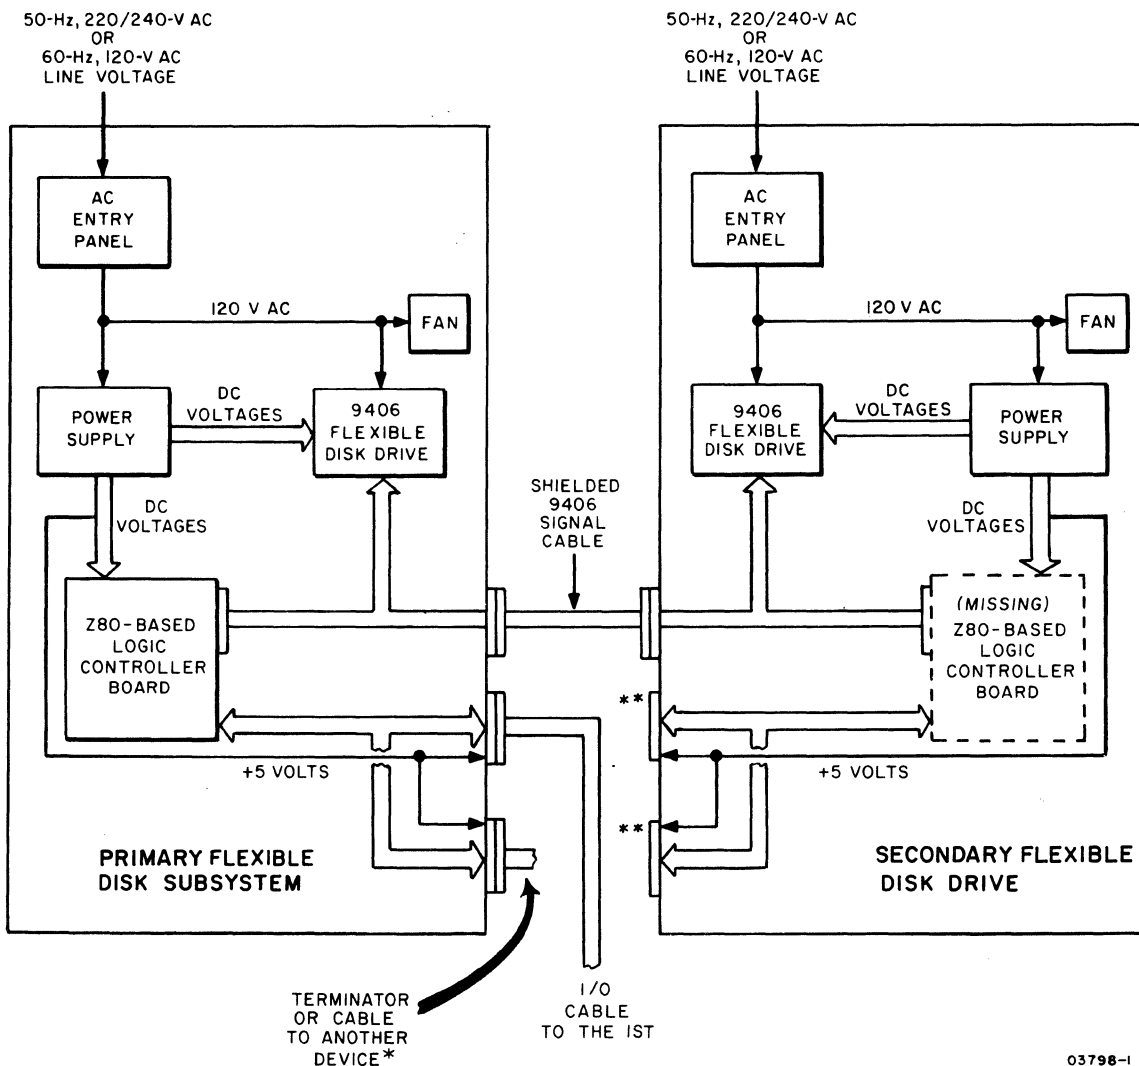 50-Hz, 220/240-V AC
OR
60-Hz, 120-V AC
LINE VOLTAGE
AC
ENTRY
PANEL
120 V AC
FAN
POWER
SUPPLY
DC
VOLTAGES
9406
FLEXIBLE
DISK DRIVE
DC
VOLTAGES
Z80-BASED
LOGIC
CONTROLLER
BOARD
+5 VOLTS
PRIMARY FLEXIBLE
DISK SUBSYSTEM
TERMINATOR
OR CABLE
TO ANOTHER
DEVICE*
SHIELDED
9406
SIGNAL
CABLE
I/O
CABLE
TO THE IST
50-Hz, 220/240-V AC
OR
60-Hz, 120-V AC
LINE VOLTAGE
AC
ENTRY
PANEL
120 V AC
FAN
9406
FLEXIBLE
DISK DRIVE
DC
VOLTAGES
POWER
SUPPLY
DC
VOLTAGES
(MISSING)
Z80-BASED
LOGIC
CONTROLLER
BOARD
**
+5 VOLTS
**
SECONDARY FLEXIBLE
DISK DRIVE
03798-1